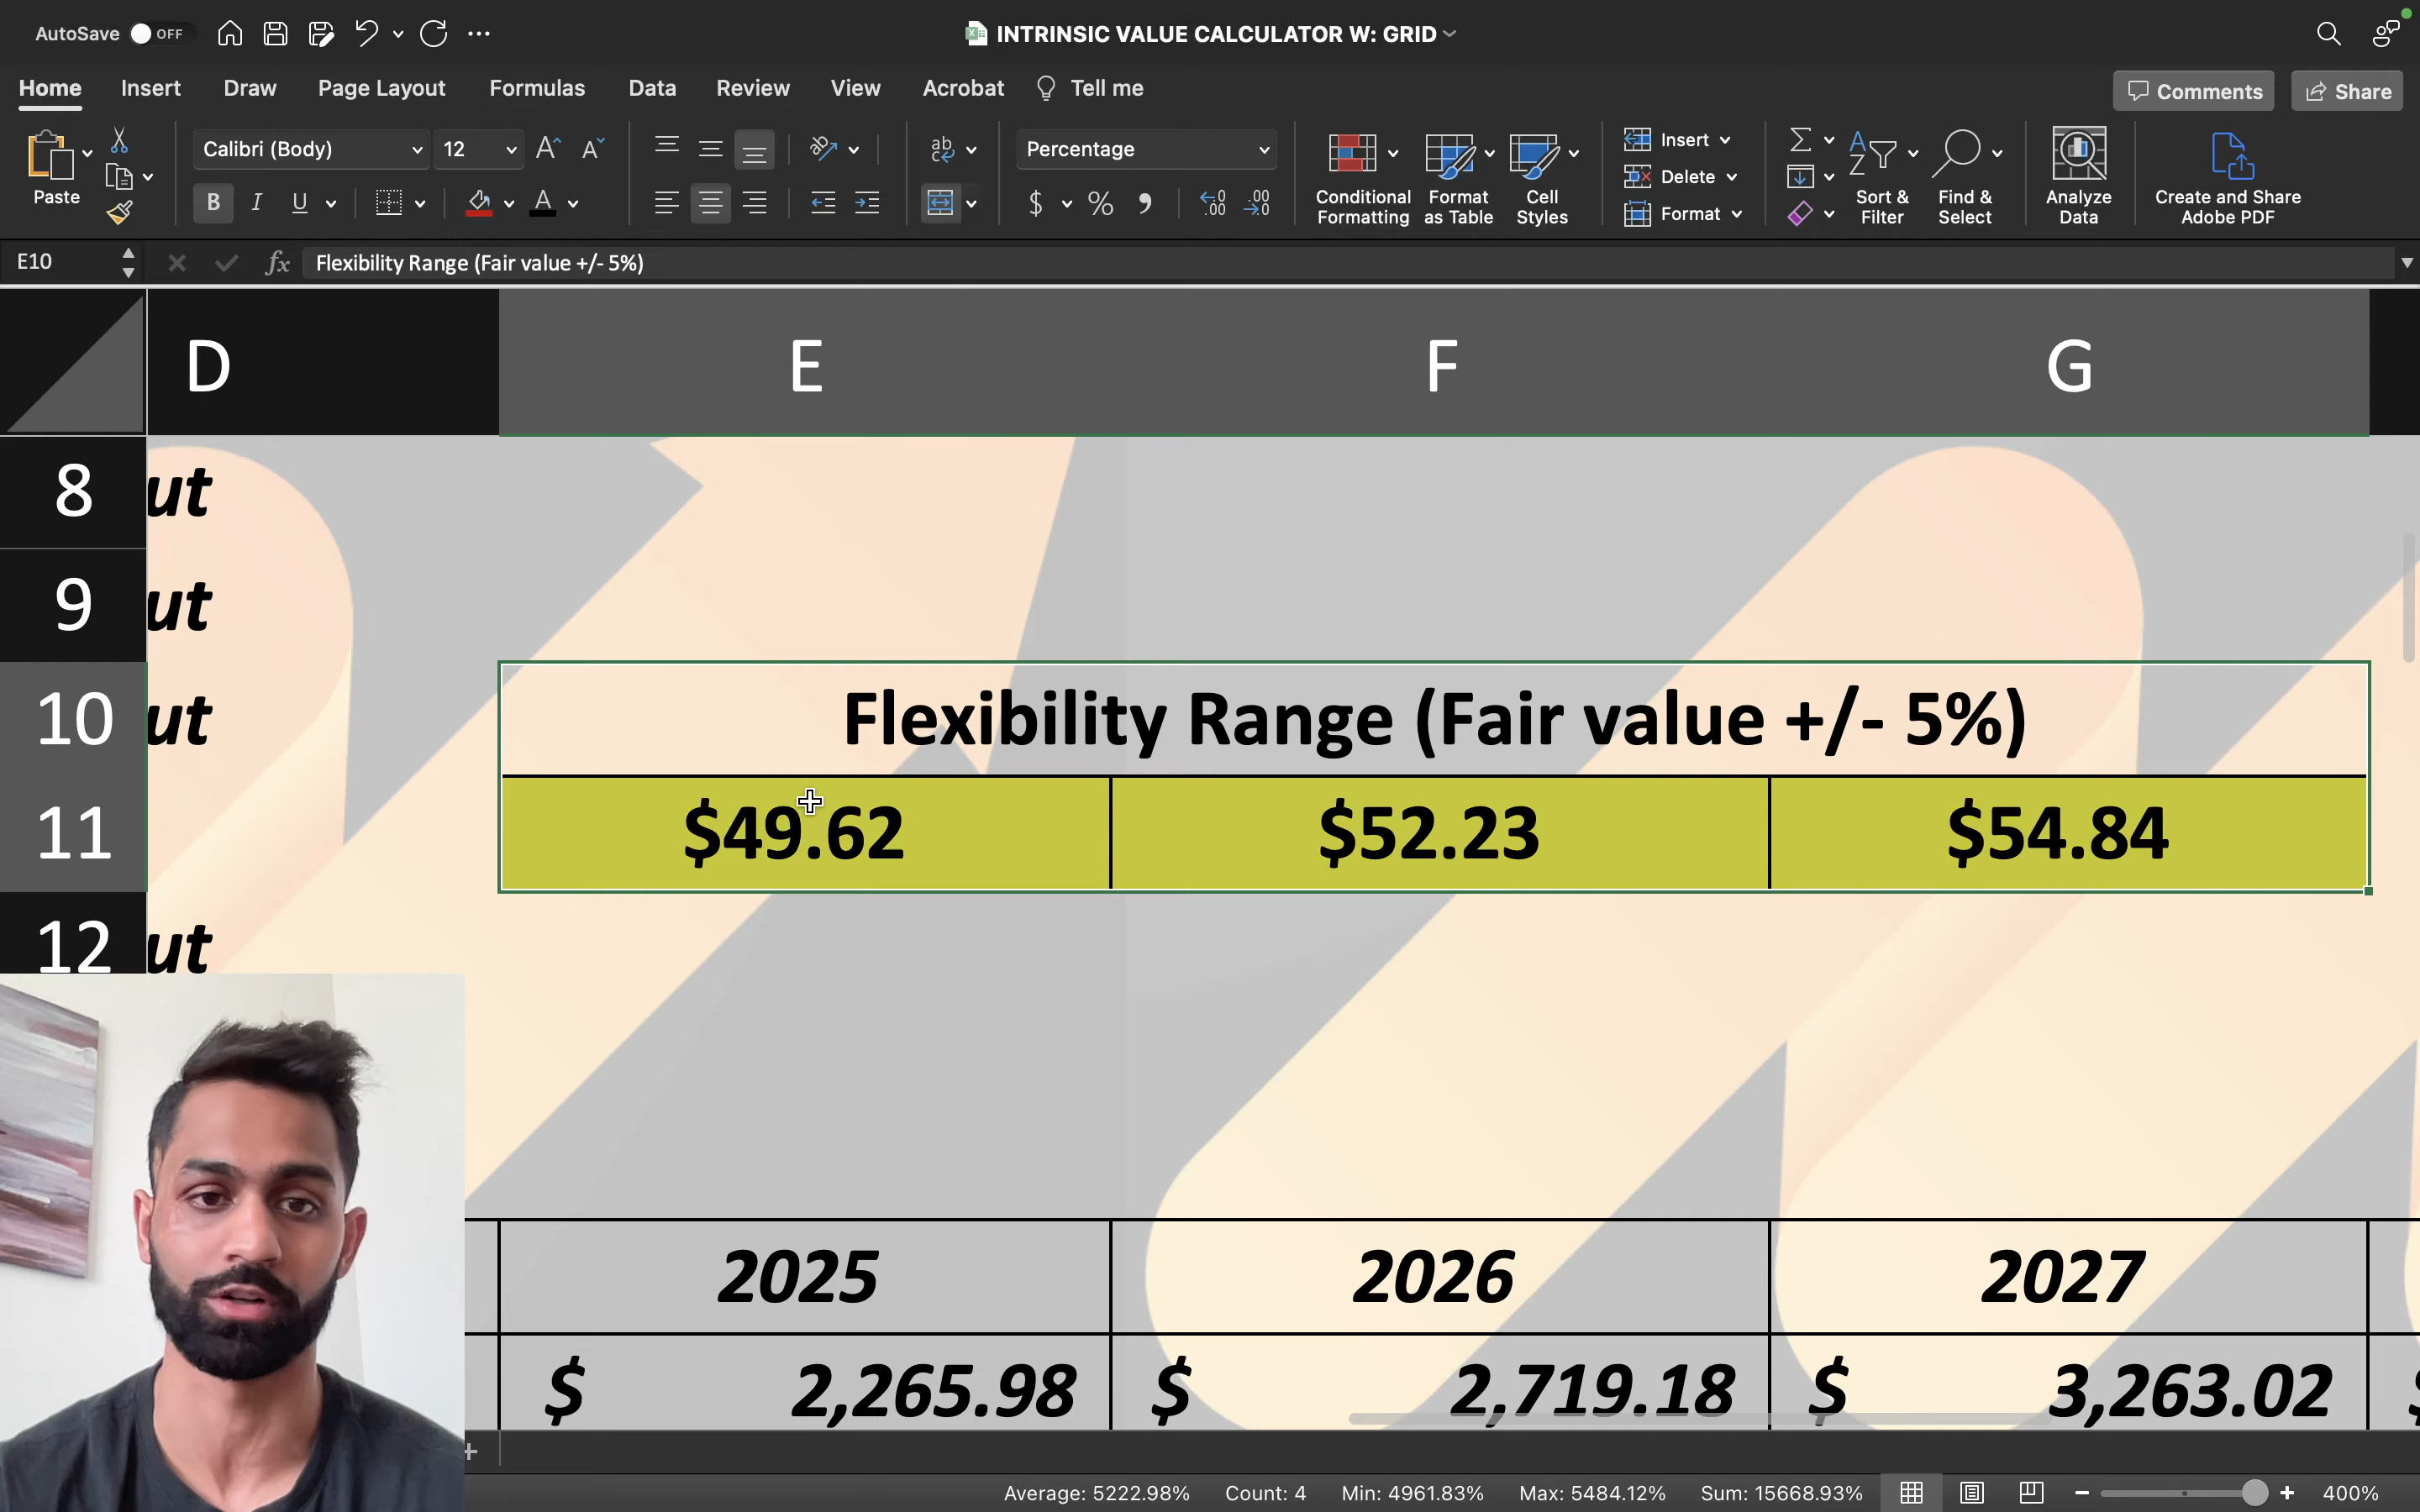 AutoSave OFF
INTRINSIC VALUE CALCULATOR W: GRID
Home Insert Draw Page Layout Formulas Data Review View Acrobat Tell me
Comments Share
Paste
Calibri (Body) 12
B I U
ab
Percentage
$ %
Conditional Formatting
Format as Table
Cell Styles
Insert
Delete
Format
Sort & Filter
Find & Select
Analyze Data
Create and Share Adobe PDF
E10 fx Flexibility Range (Fair value +/- 5%)
D E F G
8 ut
9 ut
10 ut Flexibility Range (Fair value +/- 5%)
11 $49.62 $52.23 $54.84
12 ut
2025 2026 2027
$ 2,265.98 $ 2,719.18 $ 3,263.02
Average: 5222.98% Count: 4 Min: 4961.83% Max: 5484.12% Sum: 15668.93% 400%